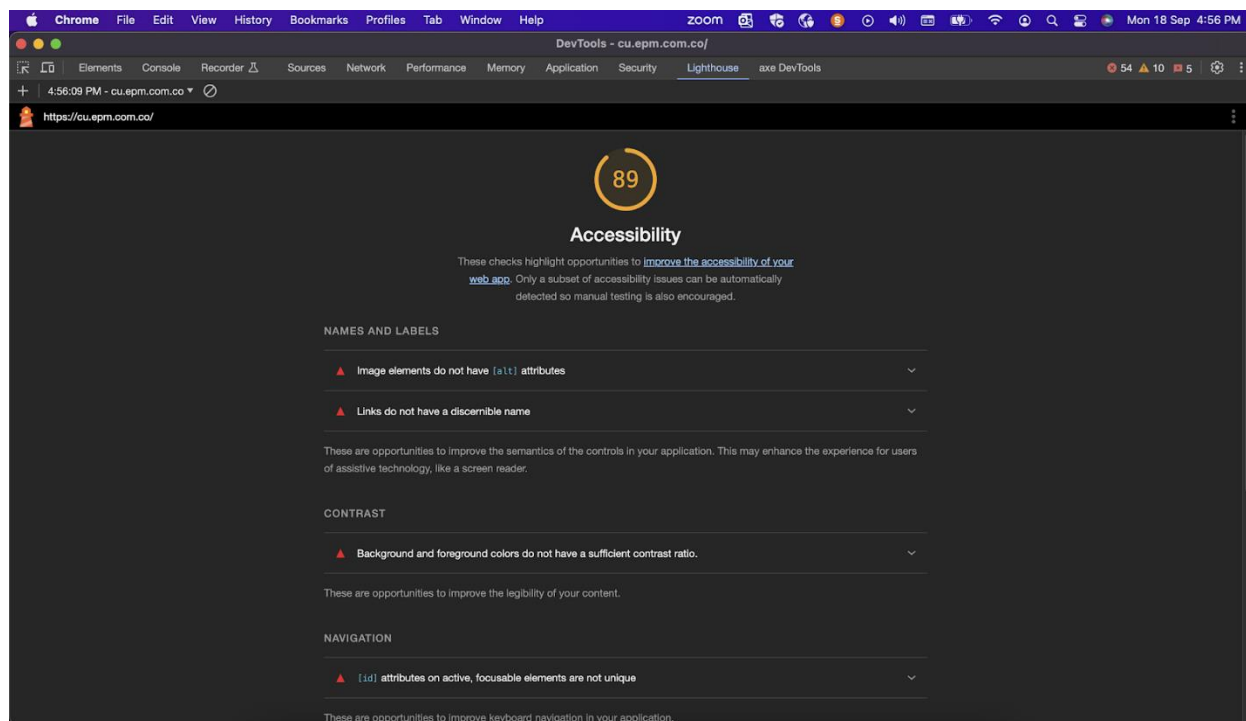 Chrome File Edit View History Bookmarks Profiles Tab Window Help zoom Mon 18 Sep 4:56 PM
DevTools - cu.epm.com.co/
Elements Console Recorder Sources Network Performance Memory Application Security Lighthouse axe DevTools 54 10 5
4:56:09 PM - cu.epm.com.co
https://cu.epm.com.co/
89
Accessibility
These checks highlight opportunities to improve the accessibility of your
web app. Only a subset of accessibility issues can be automatically
detected so manual testing is also encouraged.
NAMES AND LABELS
Image elements do not have [alt] attributes
Links do not have a discernible name
These are opportunities to improve the semantics of the controls in your application. This may enhance the experience for users
of assistive technology, like a screen reader.
CONTRAST
Background and foreground colors do not have a sufficient contrast ratio.
These are opportunities to improve the legibility of your content.
NAVIGATION
[id] attributes on active, focusable elements are not unique
These are opportunities to improve keyboard navigation in your application.